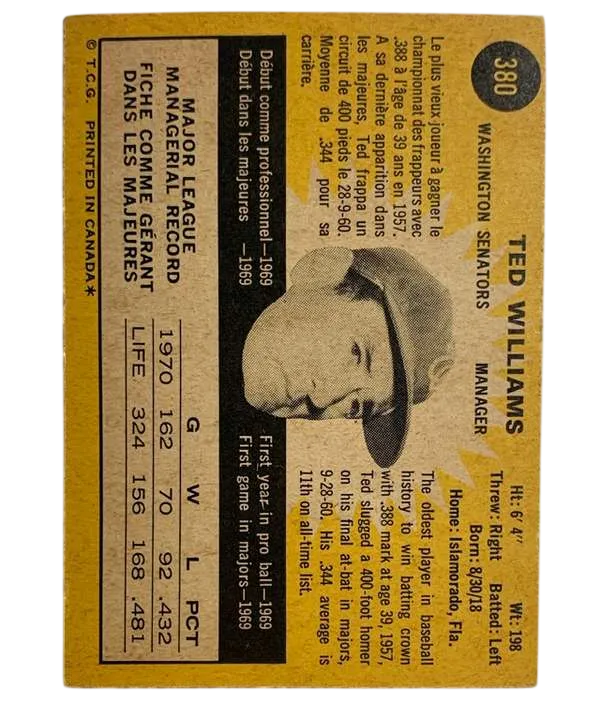 380
TED WILLIAMS
WASHINGTON SENATORS MANAGER
Ht: 6' 4" Wt: 198
Threw: Right Batted: Left
Born: 8/30/18
Home: Islamorado, Fla.
Le plus vieux joueur à gagner le
championnat des frappeurs avec
.388 à l'âge de 39 ans en 1957.
A sa dernière apparition dans
les majeures, Ted frappa un
circuit de 400 pieds le 28-9-60.
Moyenne de .344 pour sa
carrière.
The oldest player in baseball
history to win batting crown
with .388 mark at age 39, 1957,
Ted slugged a 400-foot homer
on his final at-bat in majors,
9-28-60. His .344 average is
11th on all-time list.
Début comme professionnel—1969
Début dans les majeures —1969
First year in pro ball—1969
First game in majors—1969
MAJOR LEAGUE
MANAGERIAL RECORD
FICHE COMME GÉRANT
DANS LES MAJEURES
G W L PCT
1970 162 70 92 .432
LIFE 324 156 168 .481
© T.C.G. PRINTED IN CANADA*